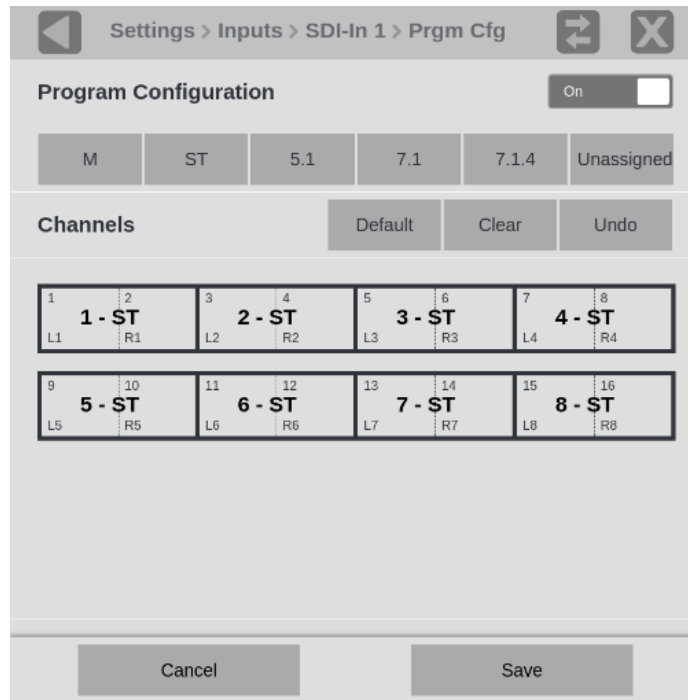 Settings > Inputs > SDI-In 1 > Prgm Cfg
Program Configuration On
M ST 5.1 7.1 7.1.4 Unassigned
Channels Default Clear Undo
1 2 3 4 5 6 7 8
1 - ST 2 - ST 3 - ST 4 - ST
L1 R1 L2 R2 L3 R3 L4 R4
9 10 11 12 13 14 15 16
5 - ST 6 - ST 7 - ST 8 - ST
L5 R5 L6 R6 L7 R7 L8 R8
Cancel Save